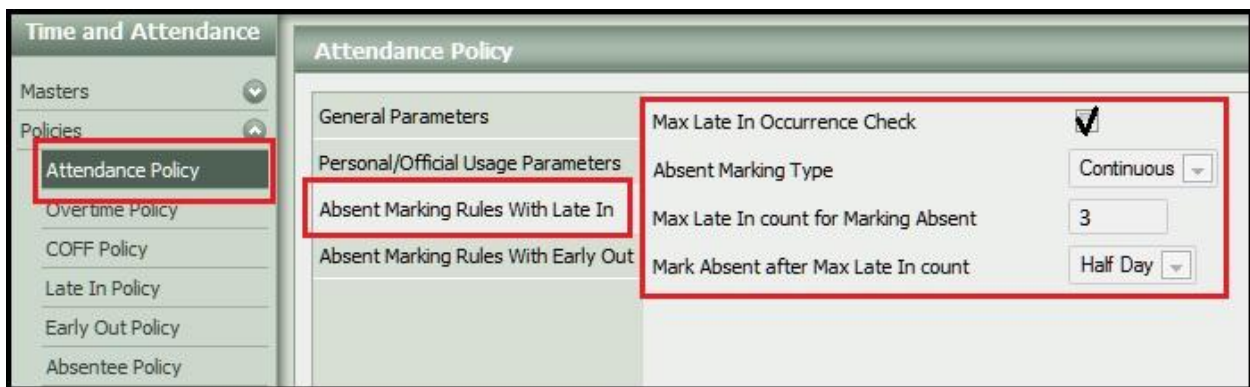 Time and Attendance
Masters
Policies
Attendance Policy
Overtime Policy
COFF Policy
Late In Policy
Early Out Policy
Absentee Policy
Attendance Policy
General Parameters
Personal/Official Usage Parameters
Absent Marking Rules With Late In
Absent Marking Rules With Early Out
Max Late In Occurrence Check
Absent Marking Type Continuous
Max Late In count for Marking Absent 3
Mark Absent after Max Late In count Half Day